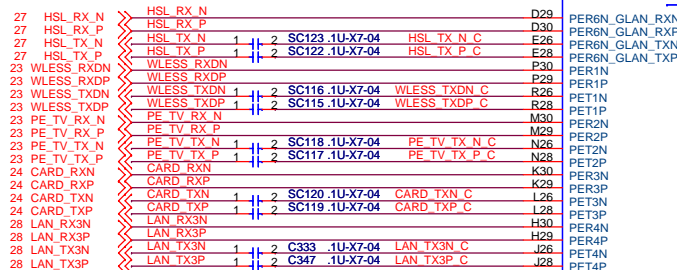 27 HSL_RX_N HSL_RX_N D29 PER6N_GLAN_RXN
27 HSL_RX_P HSL_RX_P D30 PER6N_GLAN_RXP
27 HSL_TX_N HSL_TX_N 1 2 SC123 .1U-X7-04 HSL_TX_N_C E26 PER6N_GLAN_TXN
27 HSL_TX_P HSL_TX_P 1 2 SC122 .1U-X7-04 HSL_TX_P_C E28 PER6N_GLAN_TXP
23 WLESS_RXDN WLESS_RXDN P30 PER1N
23 WLESS_RXDP WLESS_RXDP P29 PER1P
23 WLESS_TXDN WLESS_TXDN 1 2 SC116 .1U-X7-04 WLESS_TXDN_C R26 PET1N
23 WLESS_TXDP WLESS_TXDP 1 2 SC115 .1U-X7-04 WLESS_TXDP_C R28 PET1P
23 PE_TV_RX_N PE_TV_RX_N M30 PER2N
23 PE_TV_RX_P PE_TV_RX_P M29 PER2P
23 PE_TV_TX_N PE_TV_TX_N 1 2 SC118 .1U-X7-04 PE_TV_TX_N_C N26 PET2N
23 PE_TV_TX_P PE_TV_TX_P 1 2 SC117 .1U-X7-04 PE_TV_TX_P_C N28 PET2P
24 CARD_RXN CARD_RXN K30 PER3N
24 CARD_RXP CARD_RXP K29 PER3P
24 CARD_TXN CARD_TXN 1 2 SC120 .1U-X7-04 CARD_TXN_C L26 PET3N
24 CARD_TXP CARD_TXP 1 2 SC119 .1U-X7-04 CARD_TXP_C L28 PET3P
28 LAN_RX3N LAN_RX3N H30 PER4N
28 LAN_RX3P LAN_RX3P H29 PER4P
28 LAN_TX3N LAN_TX3N 1 2 C333 .1U-X7-04 LAN_TX3N_C J26 PET4N
28 LAN_TX3P LAN_TX3P 1 2 C347 .1U-X7-04 LAN_TX3P_C J28 PET4P